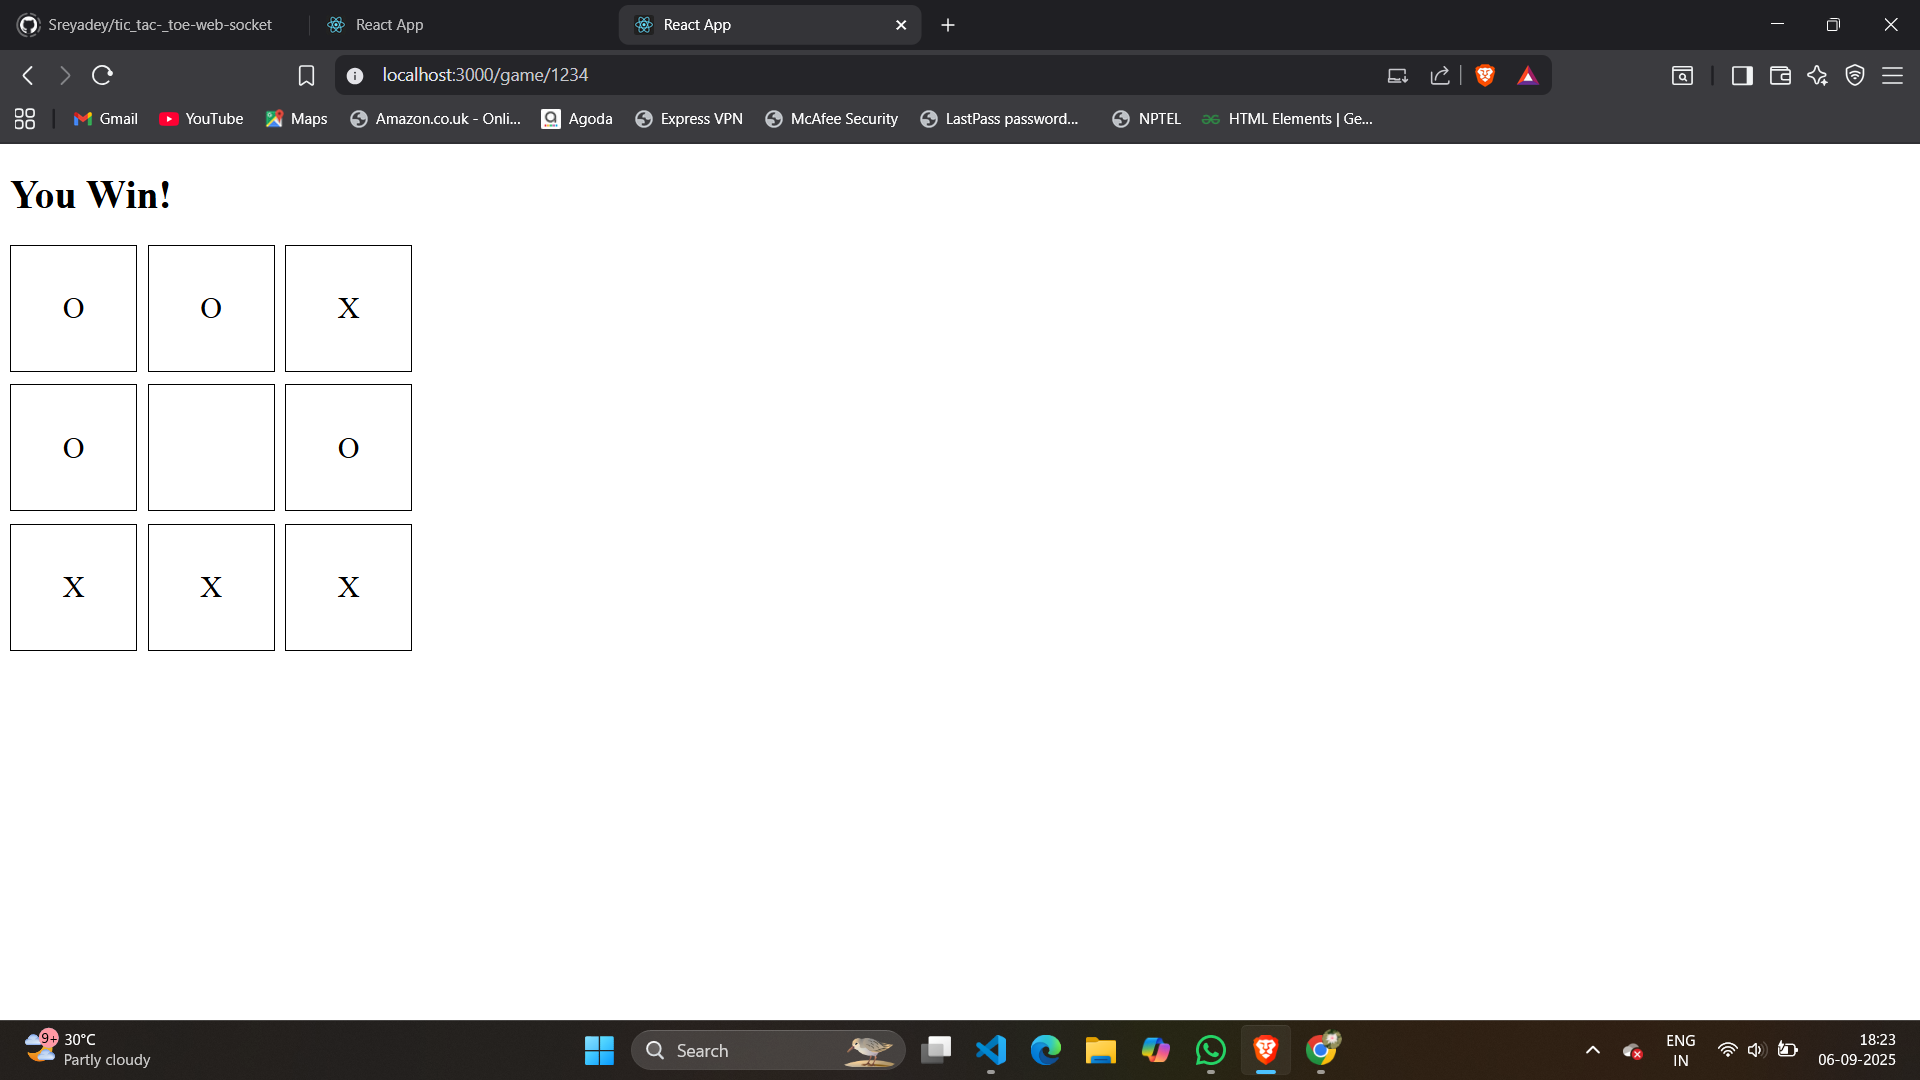 Sreyadey/tic_tac-_toe-web-socket
React App
React App
localhost:3000/game/1234
Gmail
YouTube
Maps
Amazon.co.uk - Onli...
Agoda
Express VPN
McAfee Security
LastPass password...
NPTEL
HTML Elements | Ge...
You Win!
O O X
O O
X X X
9+
30°C
Partly cloudy
Search
ENG
IN
18:23
06-09-2025